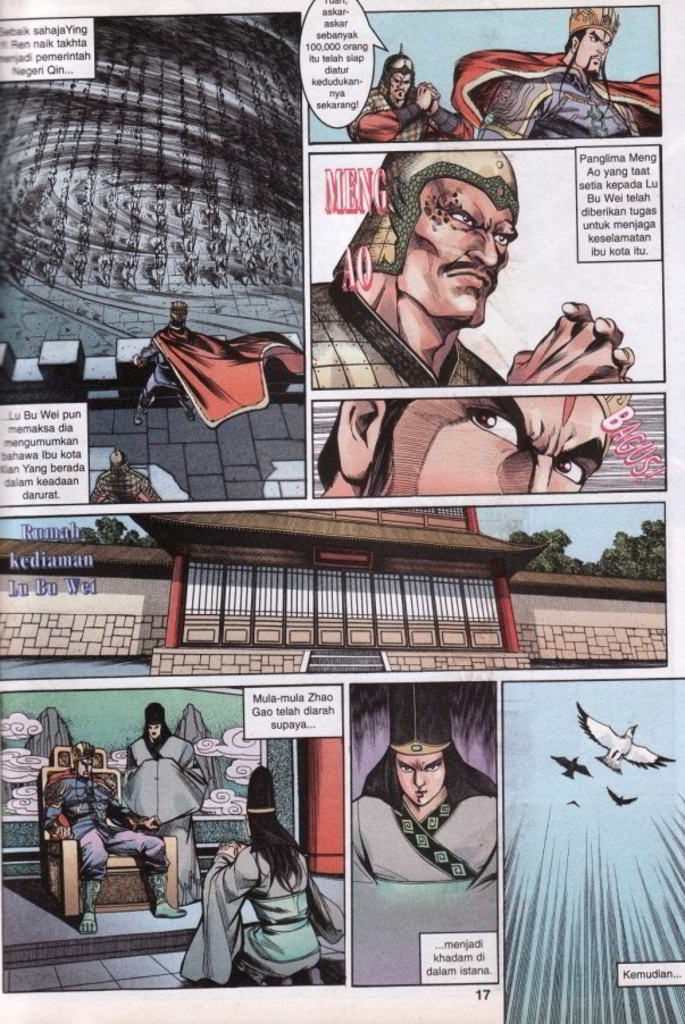 Sebaik sahajaYing
Yi Ren naik takhta
menjadi pemerintah
Negeri Qin...
Tuan,
askar-
askar
sebanyak
100,000 orang
itu telah siap
diatur
kedudukan-
nya
sekarang!
MENG
AO
Panglima Meng
Ao yang taat
setia kepada Lu
Bu Wei telah
diberikan tugas
untuk menjaga
keselamatan
ibu kota itu.
...Lu Bu Wei pun
memaksa dia
mengumumkan
bahawa Ibu kota
Xian Yang berada
dalam keadaan
darurat.
BAGUS!
Rumah
kediaman
Lu Bu Wei
Mula-mula Zhao
Gao telah diarah
supaya...
...menjadi
khadam di
dalam istana.
Kemudian...
17